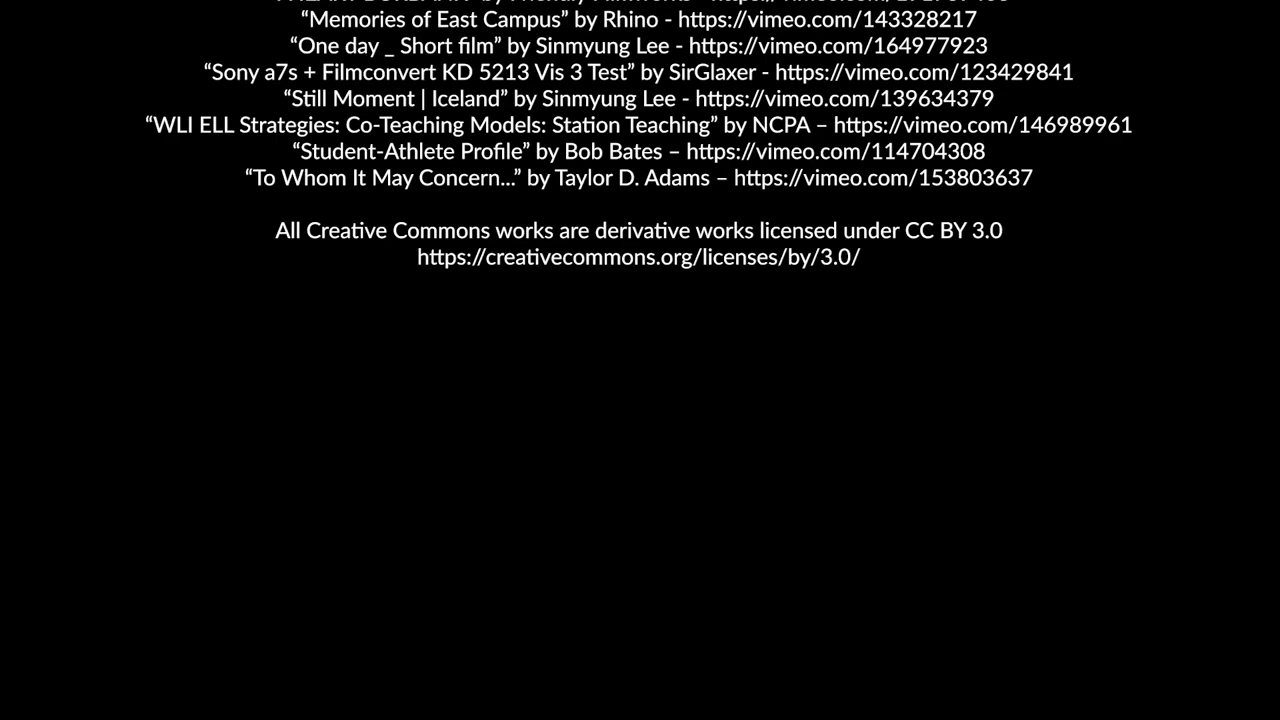 “Memories of East Campus” by Rhino - https://vimeo.com/143328217
“One day _ Short film” by Sinmyung Lee - https://vimeo.com/164977923
“Sony a7s + Filmconvert KD 5213 Vis 3 Test” by SirGlaxer - https://vimeo.com/123429841
“Still Moment | Iceland” by Sinmyung Lee - https://vimeo.com/139634379
“WLI ELL Strategies: Co-Teaching Models: Station Teaching” by NCPA – https://vimeo.com/146989961
“Student-Athlete Profile” by Bob Bates – https://vimeo.com/114704308
“To Whom It May Concern...” by Taylor D. Adams – https://vimeo.com/153803637
All Creative Commons works are derivative works licensed under CC BY 3.0
https://creativecommons.org/licenses/by/3.0/